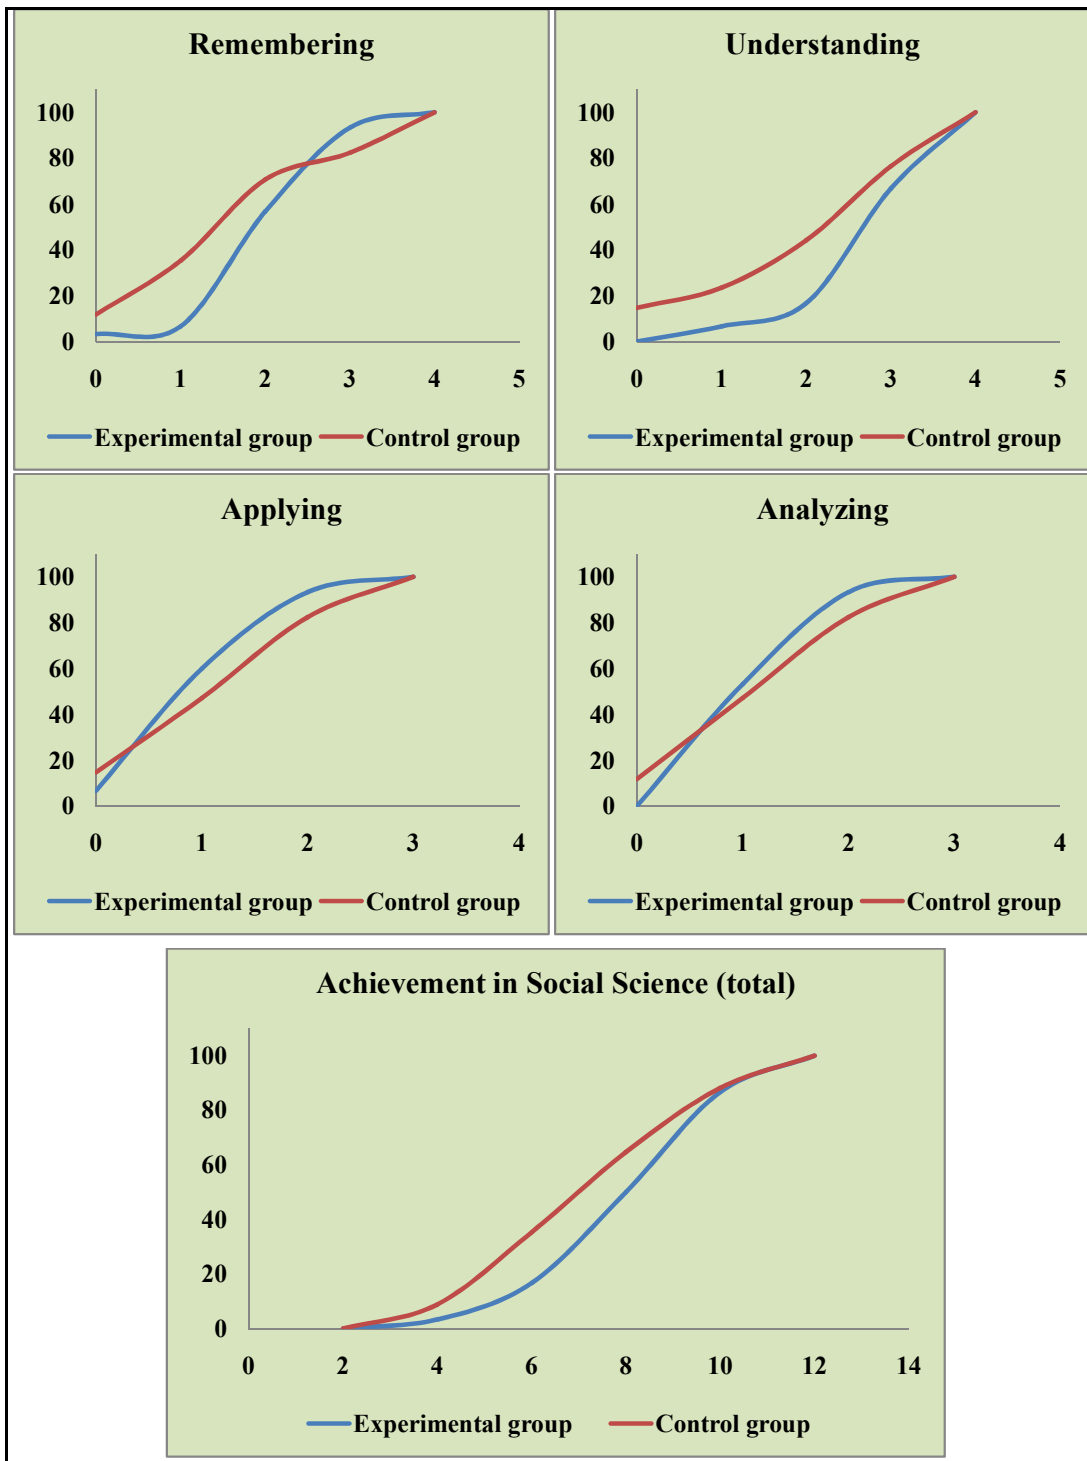 Remembering
100
80
60
40
20
0
0 1 2 3 4 5
Experimental group Control group
Understanding
100
80
60
40
20
0
0 1 2 3 4 5
Experimental group Control group
Applying
100
80
60
40
20
0
0 1 2 3 4
Experimental group Control group
Analyzing
100
80
60
40
20
0
0 1 2 3 4
Experimental group Control group
Achievement in Social Science (total)
100
80
60
40
20
0
0 2 4 6 8 10 12 14
Experimental group Control group